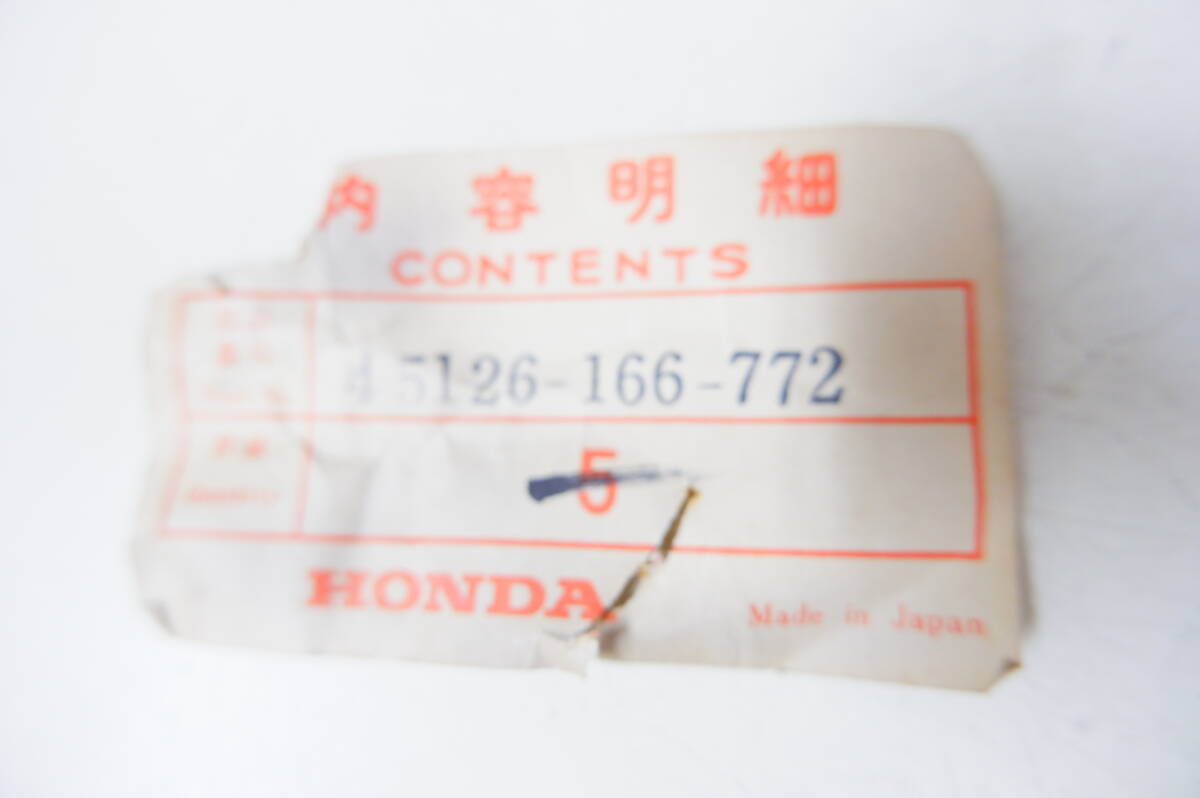 内容明細
CONTENTS
45126-166-772
5
HONDA
Made in Japan